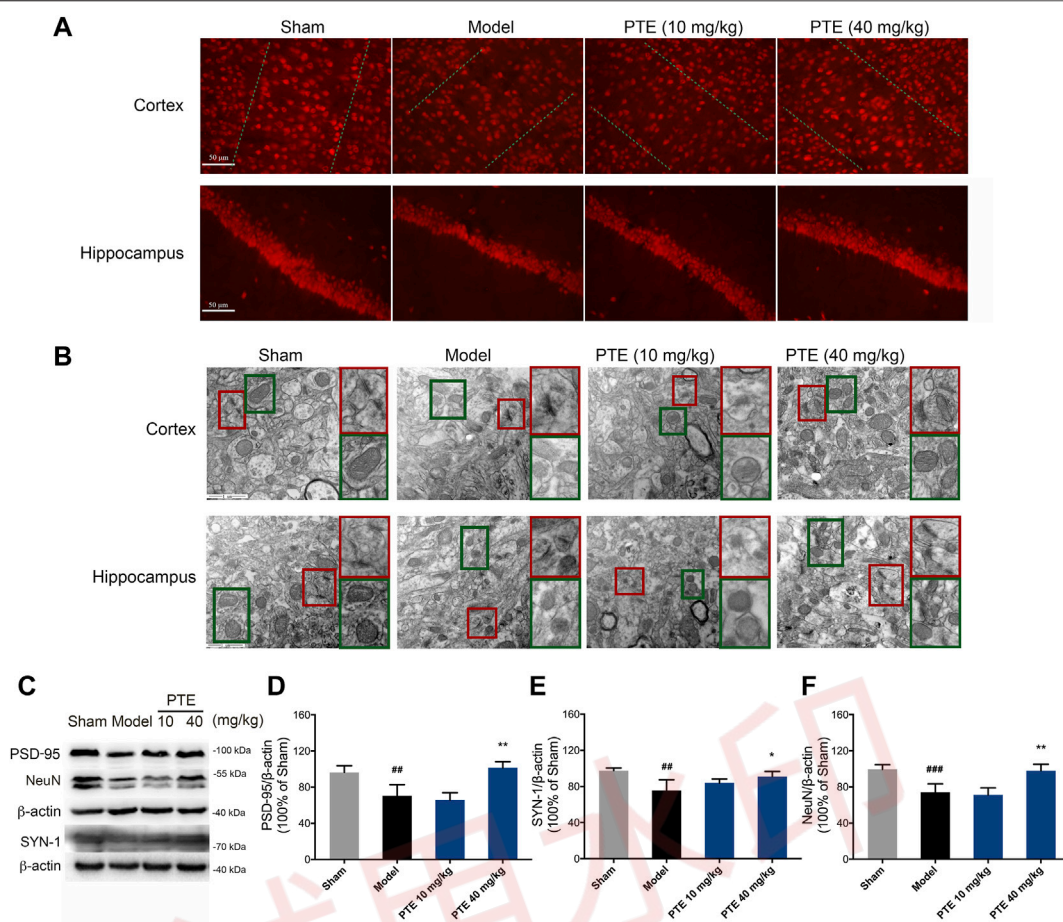 A
Sham Model PTE (10 mg/kg) PTE (40 mg/kg)
Cortex
50 μm
Hippocampus
50 μm
B
Sham Model PTE (10 mg/kg) PTE (40 mg/kg)
Cortex
Hippocampus
C
PTE
Sham Model 10 40 (mg/kg)
PSD-95 -100 kDa
NeuN -55 kDa
β-actin -40 kDa
SYN-1 -70 kDa
β-actin -40 kDa
D
PSD-95/β-actin
(100% of Sham)
160
120
80
40
0
##
**
Sham
Model
PTE 10 mg/kg
PTE 40 mg/kg
E
SYN-1/β-actin
(100% of Sham)
160
120
80
40
0
##
*
Sham
Model
PTE 10 mg/kg
PTE 40 mg/kg
F
NeuN/β-actin
(100% of Sham)
160
120
80
40
0
###
**
Sham
Model
PTE 10 mg/kg
PTE 40 mg/kg
用水印